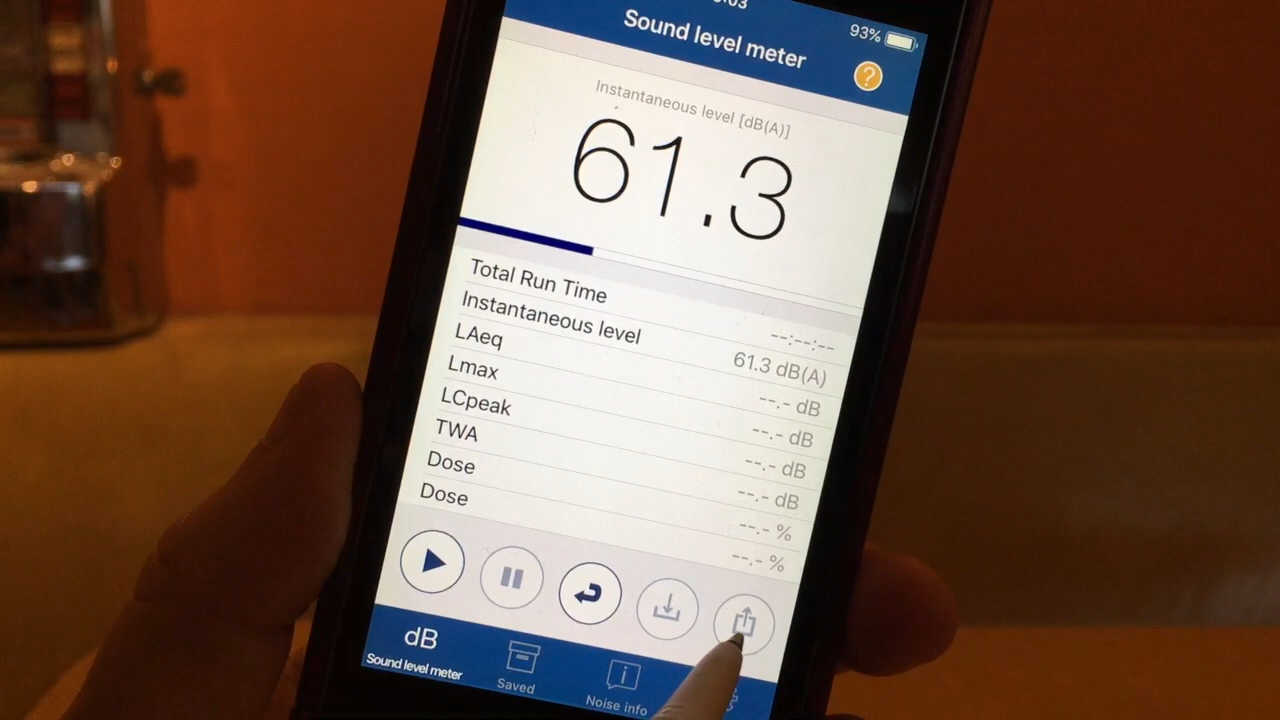 93%
Sound level meter
?
Instantaneous level [dB(A)]
61.3
Total Run Time --:--:--
Instantaneous level 61.3 dB(A)
LAeq --.- dB
Lmax --.- dB
LCpeak --.- dB
TWA --.- dB
Dose --.- %
Dose --.- %
dB
Sound level meter
Saved
Noise info